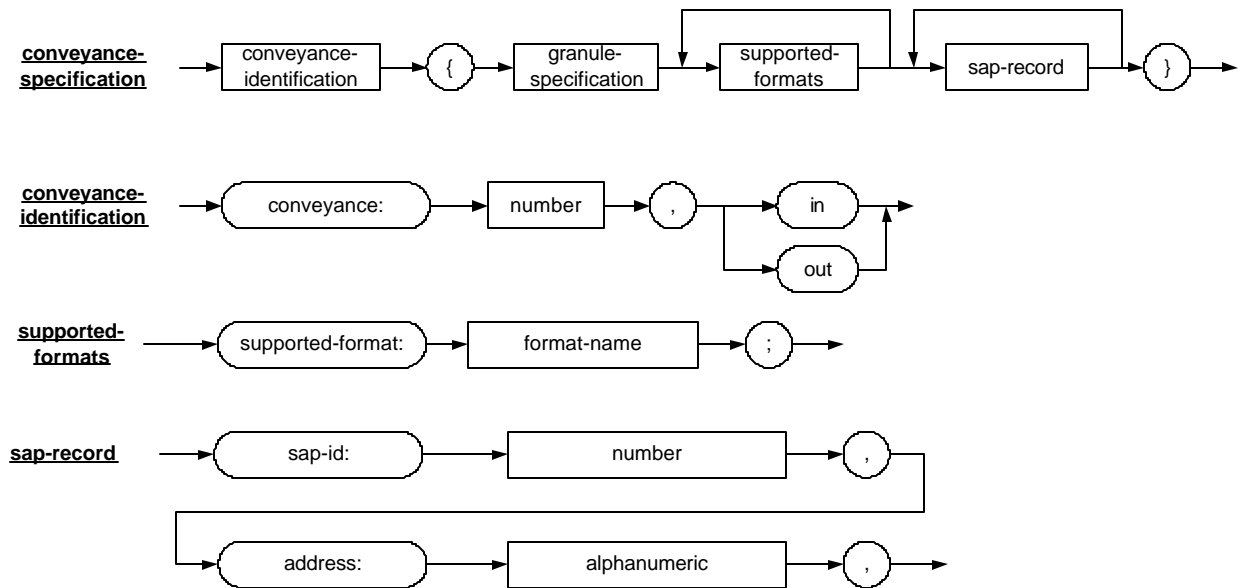 conveyance-
specification
conveyance-
identification
{
granule-
specification
supported-
formats
sap-record
}
conveyance-
identification
conveyance:
number
,
in
out
supported-
formats
supported-format:
format-name
;
sap-record
sap-id:
number
,
address:
alphanumeric
,